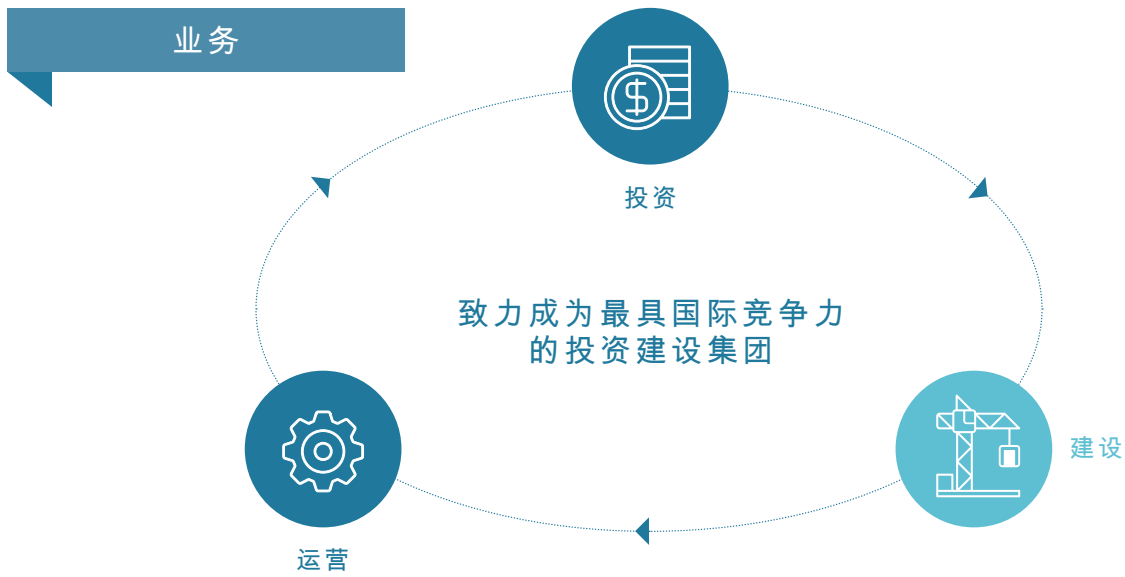 业务
投资
致力成为最具国际竞争力
的投资建设集团
建设
运营